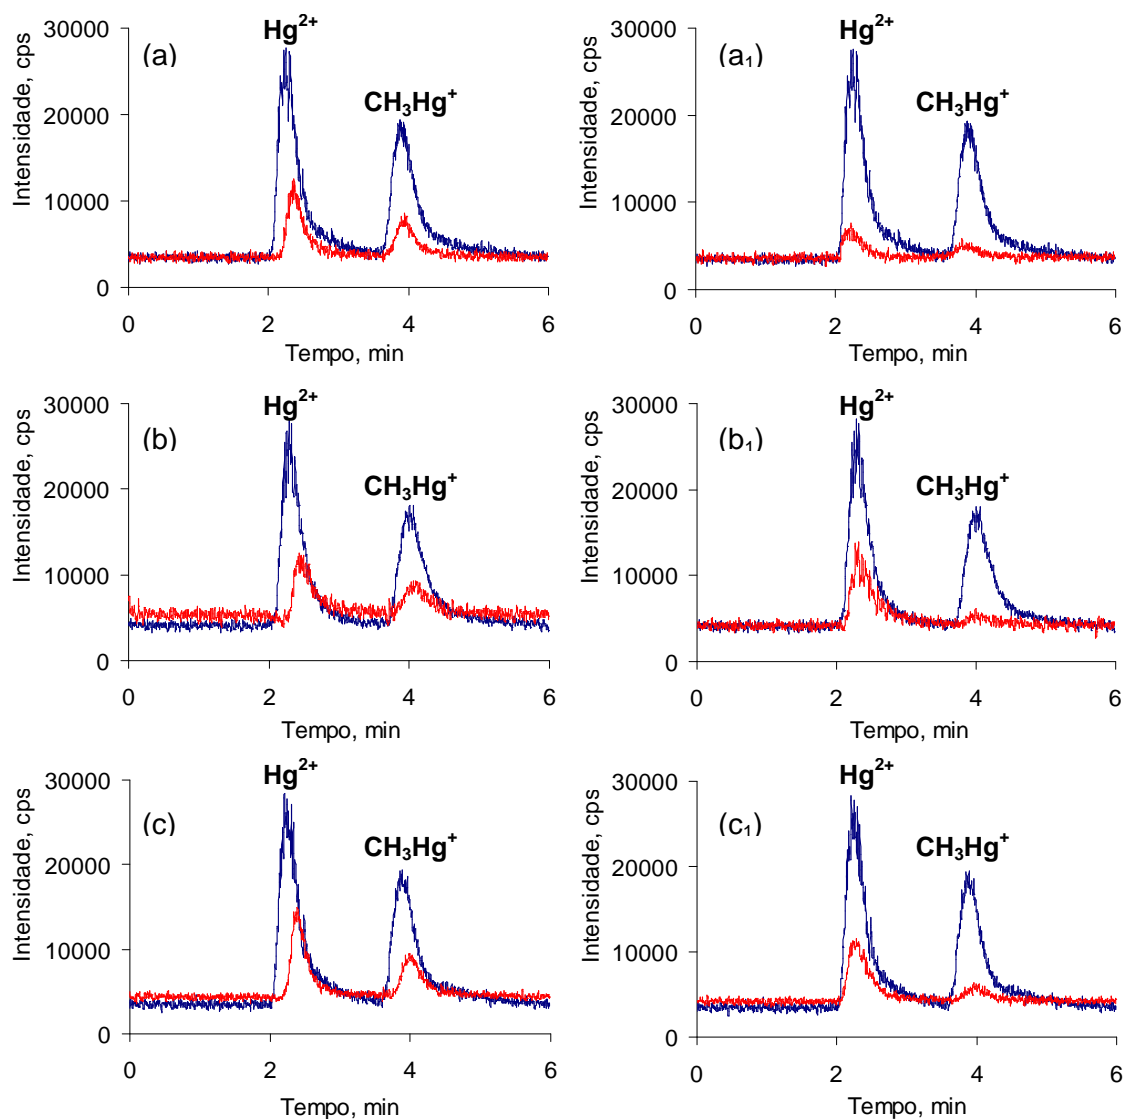 Hg²⁺
(a)
CH₃Hg⁺
Intensidade, cps
30000
20000
10000
0
0 2 4 6
Tempo, min
Hg²⁺
(a₁)
CH₃Hg⁺
Intensidade, cps
30000
20000
10000
0
0 2 4 6
Tempo, min
Hg²⁺
(b)
CH₃Hg⁺
Intensidade, cps
30000
20000
10000
0
0 2 4 6
Tempo, min
Hg²⁺
(b₁)
CH₃Hg⁺
Intensidade, cps
30000
20000
10000
0
0 2 4 6
Tempo, min
Hg²⁺
(c)
CH₃Hg⁺
Intensidade, cps
30000
20000
10000
0
0 2 4 6
Tempo, min
Hg²⁺
(c₁)
CH₃Hg⁺
Intensidade, cps
30000
20000
10000
0
0 2 4 6
Tempo, min